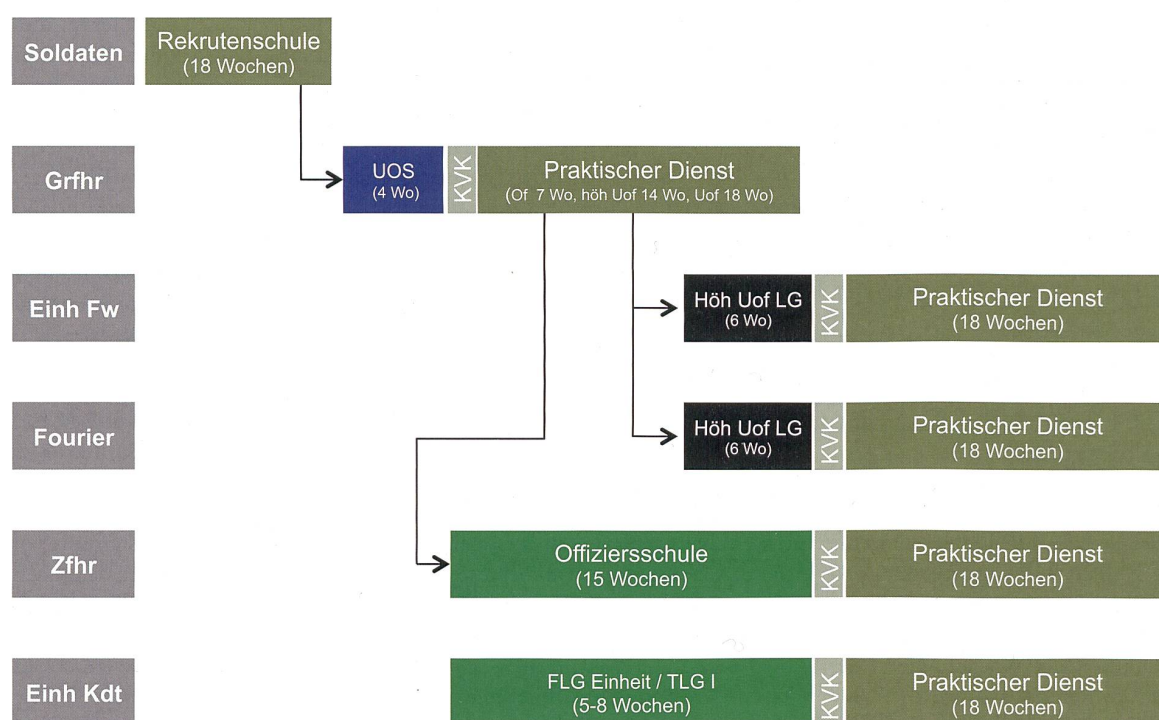 Soldaten
Rekrutenschule
(18 Wochen)
Grfhr
UOS
(4 Wo)
KVK
Praktischer Dienst
(Of 7 Wo, höh Uof 14 Wo, Uof 18 Wo)
Einh Fw
Höh Uof LG
(6 Wo)
KVK
Praktischer Dienst
(18 Wochen)
Fourier
Höh Uof LG
(6 Wo)
KVK
Praktischer Dienst
(18 Wochen)
Zfhr
Offiziersschule
(15 Wochen)
KVK
Praktischer Dienst
(18 Wochen)
Einh Kdt
FLG Einheit / TLG I
(5-8 Wochen)
KVK
Praktischer Dienst
(18 Wochen)